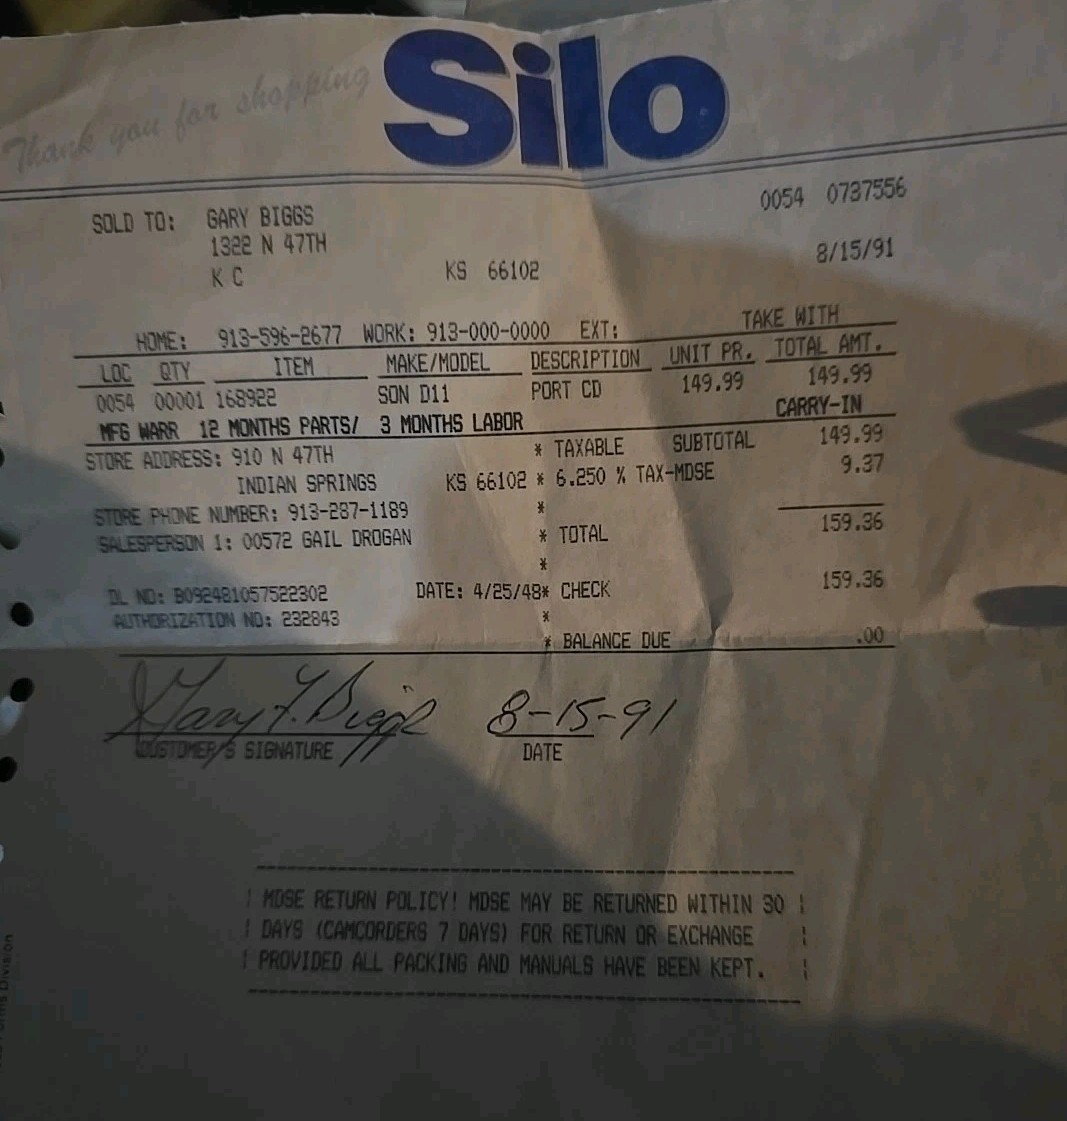 Thank you for shopping
Silo
0054 0737556
SOLD TO: GARY BIGGS
1322 N 47TH
8/15/91
K C KS 66102
TAKE WITH
HOME: 913-596-2677 WORK: 913-000-0000 EXT:
LOC QTY ITEM MAKE/MODEL DESCRIPTION UNIT PR. TOTAL AMT.
0054 00001 168922 SON D11 PORT CD 149.99 149.99
CARRY-IN
MFG WARR 12 MONTHS PARTS/ 3 MONTHS LABOR
STORE ADDRESS: 910 N 47TH * TAXABLE SUBTOTAL 149.99
INDIAN SPRINGS KS 66102 * 6.250 % TAX-MDSE 9.37
STORE PHONE NUMBER: 913-287-1189 *
SALESPERSON 1: 00572 GAIL DROGAN * TOTAL 159.36
*
DL NO: B092481057522302 DATE: 4/25/48* CHECK 159.36
AUTHORIZATION NO: 232843 *
* BALANCE DUE .00
Gary F. Biggs 8-15-91
CUSTOMER/S SIGNATURE DATE
MDSE RETURN POLICY! MDSE MAY BE RETURNED WITHIN 30
DAYS (CAMCORDERS 7 DAYS) FOR RETURN OR EXCHANGE
PROVIDED ALL PACKING AND MANUALS HAVE BEEN KEPT.
Division